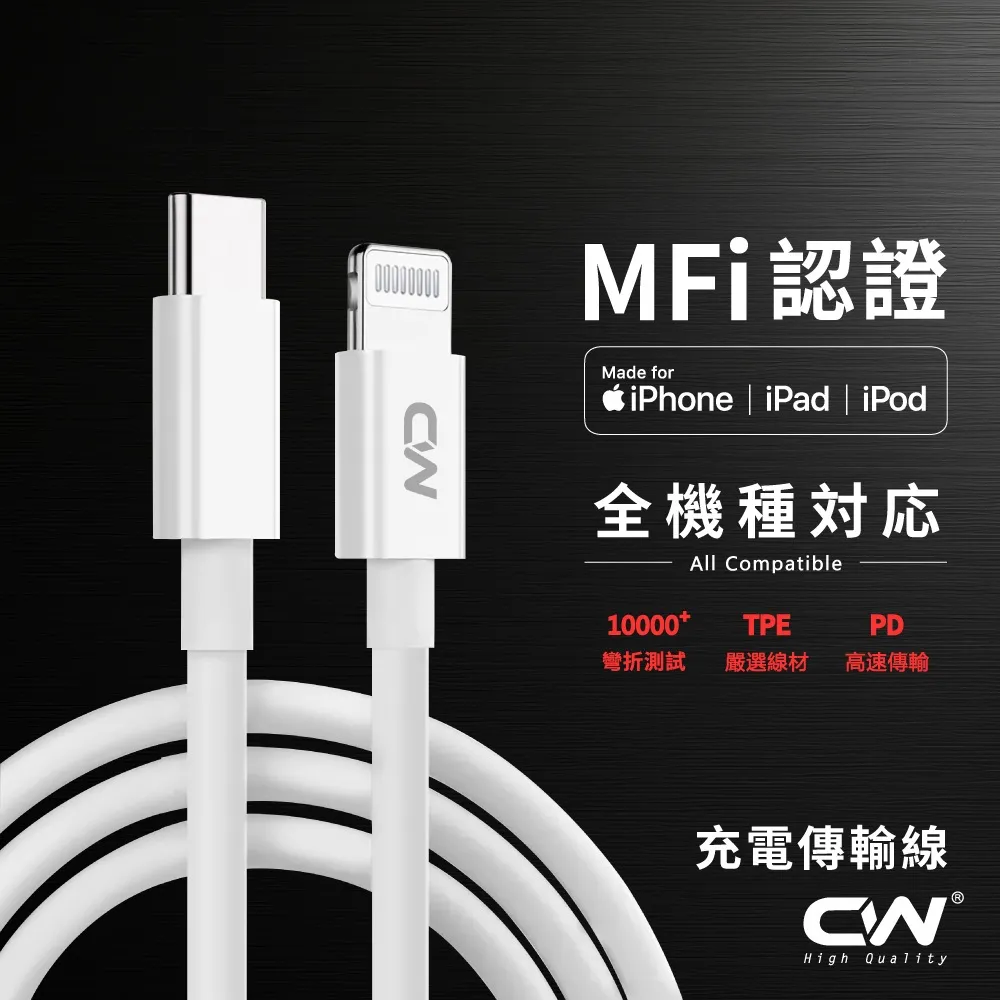 MFi認證
Made for
iPhone | iPad | iPod
全機種対応
All Compatible
10000+ TPE PD
彎折測試 嚴選線材 高速傳輸
CW
充電傳輸線
CW®
High Quality